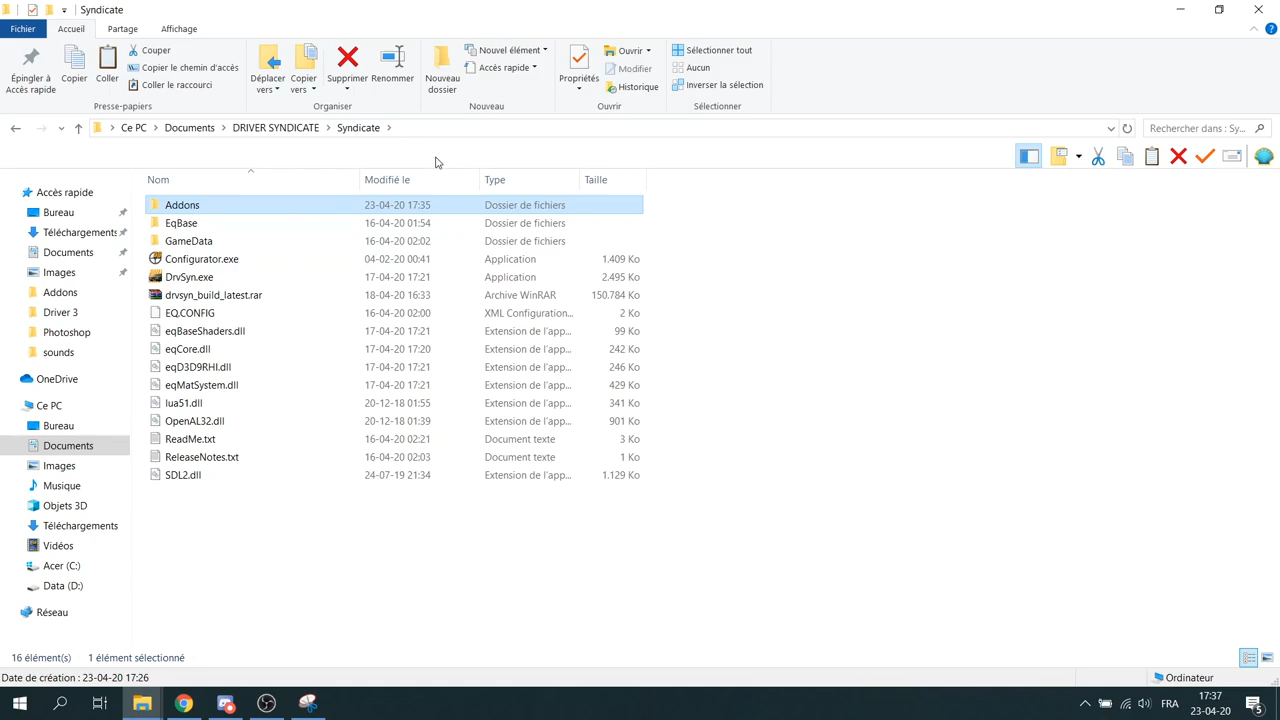 Syndicate
Fichier Accueil Partage Affichage
Épingler à Accès rapide
Copier
Coller
Couper
Copier le chemin d'accès
Coller le raccourci
Presse-papiers
Déplacer vers
Copier vers
Supprimer
Renommer
Organiser
Nouveau dossier
Nouvel élément
Accès rapide
Nouveau
Propriétés
Ouvrir
Modifier
Historique
Ouvrir
Sélectionner tout
Aucun
Inverser la sélection
Sélectionner
Ce PC > Documents > DRIVER SYNDICATE > Syndicate >
Rechercher dans : Sy...
Nom Modifié le Type Taille
Addons 23-04-20 17:35 Dossier de fichiers
EqBase 16-04-20 01:54 Dossier de fichiers
GameData 16-04-20 02:02 Dossier de fichiers
Configurator.exe 04-02-20 00:41 Application 1.409 Ko
DrvSyn.exe 17-04-20 17:21 Application 2.495 Ko
drvsyn_build_latest.rar 18-04-20 16:33 Archive WinRAR 150.784 Ko
EQ.CONFIG 16-04-20 02:00 XML Configuration... 2 Ko
eqBaseShaders.dll 17-04-20 17:21 Extension de l'app... 99 Ko
eqCore.dll 17-04-20 17:20 Extension de l'app... 242 Ko
eqD3D9RHI.dll 17-04-20 17:21 Extension de l'app... 246 Ko
eqMatSystem.dll 17-04-20 17:21 Extension de l'app... 429 Ko
lua51.dll 20-12-18 01:55 Extension de l'app... 341 Ko
OpenAL32.dll 20-12-18 01:39 Extension de l'app... 901 Ko
ReadMe.txt 16-04-20 02:21 Document texte 3 Ko
ReleaseNotes.txt 16-04-20 02:03 Document texte 1 Ko
SDL2.dll 24-07-19 21:34 Extension de l'app... 1.129 Ko
Accès rapide
Bureau
Téléchargements
Documents
Images
Addons
Driver 3
Photoshop
sounds
OneDrive
Ce PC
Bureau
Documents
Images
Musique
Objets 3D
Téléchargements
Vidéos
Acer (C:)
Data (D:)
Réseau
16 élément(s) 1 élément sélectionné
Date de création : 23-04-20 17:26
Ordinateur
FRA
17:37
23-04-20
5